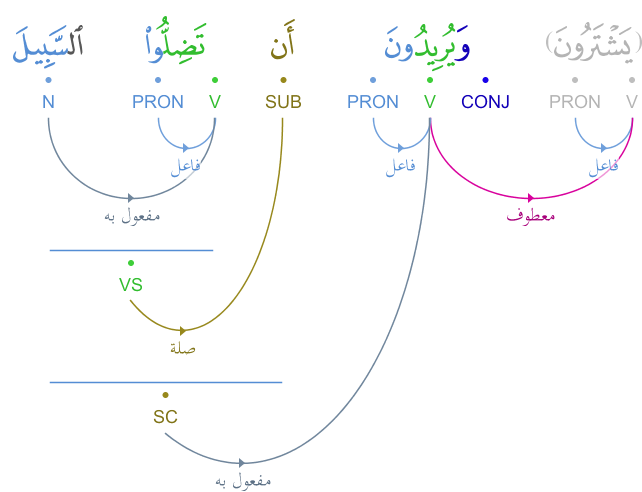 (يَشْتَرُونَ) وَيُرِيدُونَ أَن تَضِلُّوا۟ ٱلسَّبِيلَ
V PRON CONJ V PRON SUB V PRON N
فاعل فاعل فاعل
معطوف مفعول به
VS
صلة
SC
مفعول به